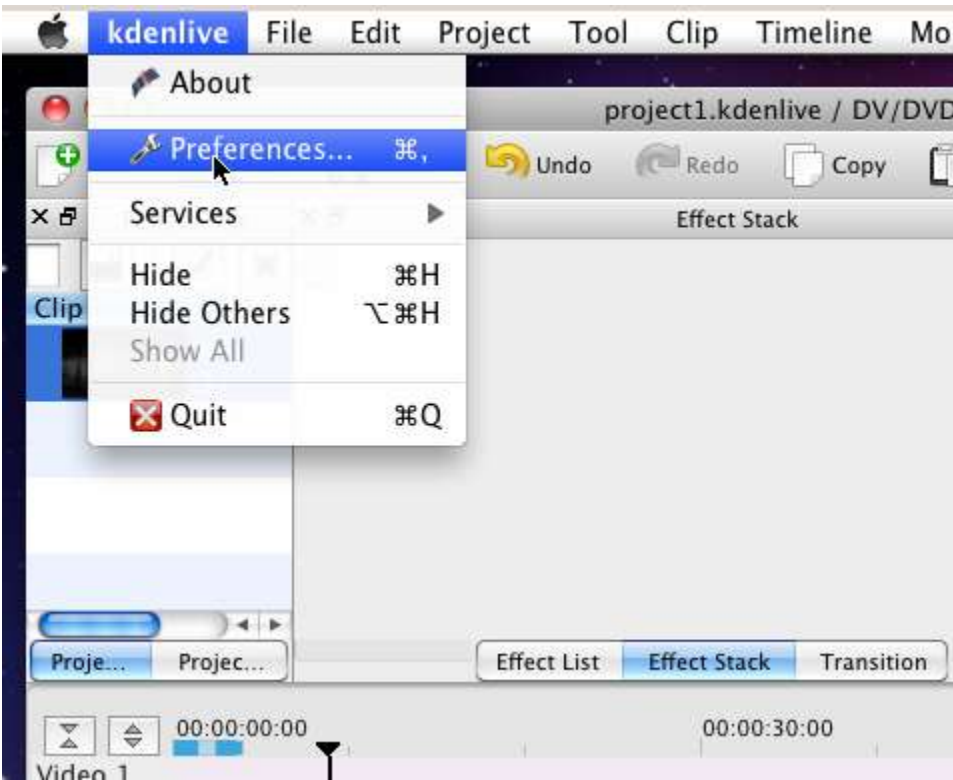 kdenlive File Edit Project Tool Clip Timeline Mo
About
project1.kdenlive / DV/DVD
Preferences... ⌘,
Undo Redo Copy
Services
Effect Stack
Hide ⌘H
Clip
Hide Others ⌥⌘H
Show All
Quit ⌘Q
Proje... Projec... Effect List Effect Stack Transition
00:00:00:00 00:00:30:00
Video 1